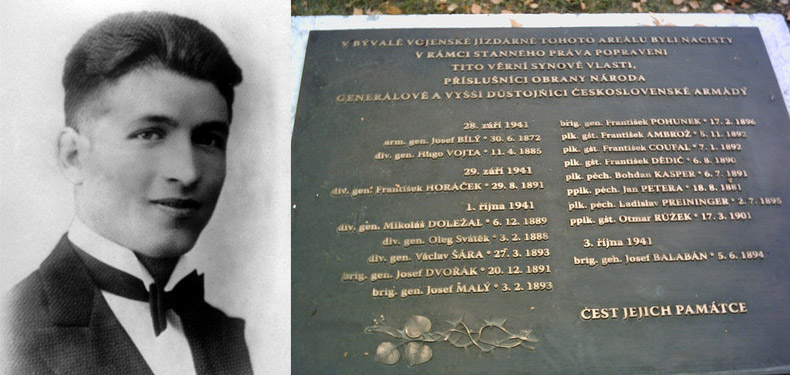 V BÝVALÉ VOJENSKÉ JÍZDÁRNĚ TOHOTO AREÁLU BYLI NACISTY
V RÁMCI STANNÉHO PRÁVA POPRAVENI
TITO VĚRNÍ SYNOVÉ VLASTI,
PŘÍSLUŠNÍCI OBRANY NÁRODA
GENERÁLOVÉ A VYŠŠÍ DŮSTOJNÍCI ČESKOSLOVENSKÉ ARMÁDY
28. září 1941
arm. gen. Josef BÍLÝ * 30. 6. 1872
div. gen. Hugo VOJTA * 11. 4. 1885
29. září 1941
div. gen. František HORÁČEK * 29. 8. 1891
1. října 1941
div. gen. Mikoláš DOLEŽAL * 6. 12. 1889
div. gen. Oleg Svátěk * 3. 2. 1888
div. gen. Václav ŠÁRA * 27. 3. 1893
brig. gen. Josef DVOŘÁK * 20. 12. 1891
brig. gen. Josef MALÝ * 3. 2. 1893
brig. gen. František POHUNEK * 17. 2. 1896
plk. gšt. František AMBROŽ * 5. 11. 1892
plk. gšt. František COUFAL * 7. 1. 1892
plk. gšt. František DĚDIČ * 6. 8. 1890
plk. pěch. Bohdan KASPER * 6. 7. 1891
pplk. pěch. Jan PETERA * 18. 8. 1881
plk. pěch. Ladislav PREININGER * 2. 7. 1895
pplk. gšt. Otmar RŮŽEK * 17. 3. 1901
3. října 1941
brig. gen. Josef BALABÁN * 5. 6. 1894
ČEST JEJICH PAMÁTCE